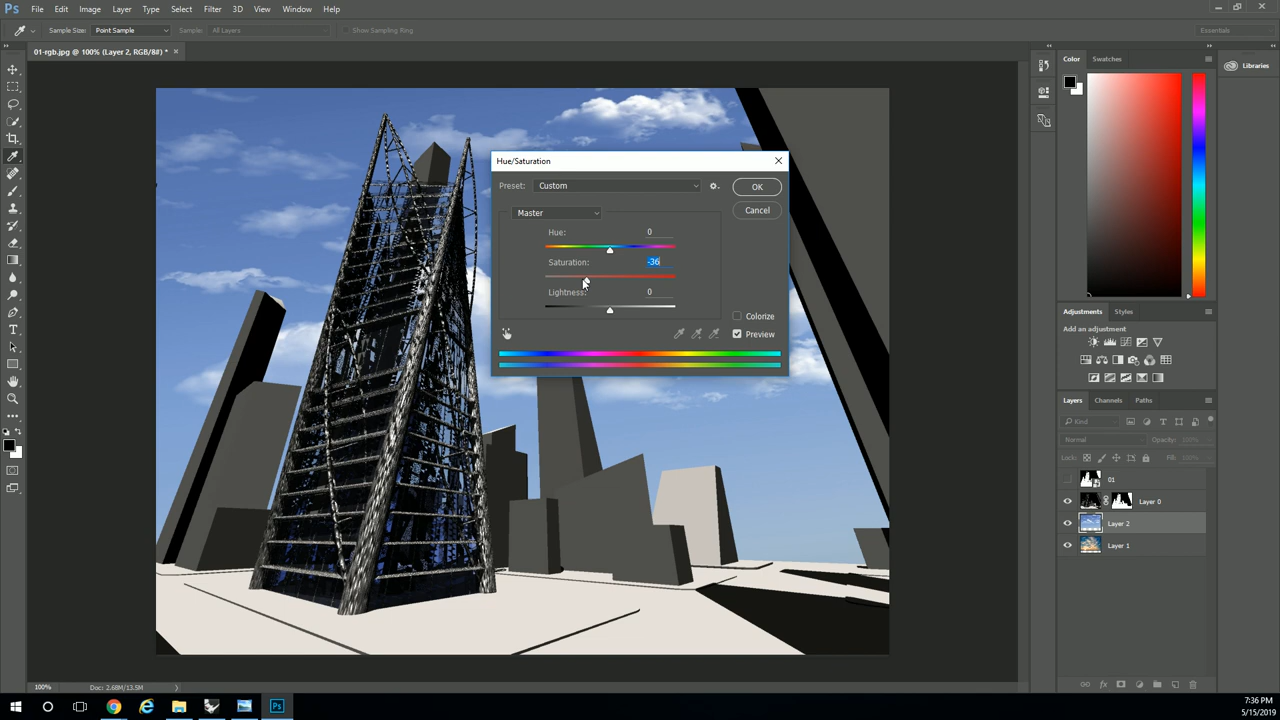 Ps File Edit Image Layer Type Select Filter 3D View Window Help
Sample Size: Point Sample Sample: All Layers Show Sampling Ring Essentials
01-rgb.jpg @ 100% (Layer 2, RGB/8#) * ×
Color Swatches
Libraries
Hue/Saturation
Preset: Custom OK
Cancel
Master
Hue: 0
Saturation: -36
Lightness: 0
Colorize
Preview
Adjustments Styles
Add an adjustment
Layers Channels Paths
Kind
Normal Opacity: 100%
Lock: Fill: 100%
01
Layer 0
Layer 2
Layer 1
100% Doc: 2.68M/13.5M
Ps
7:36 PM
5/15/2019